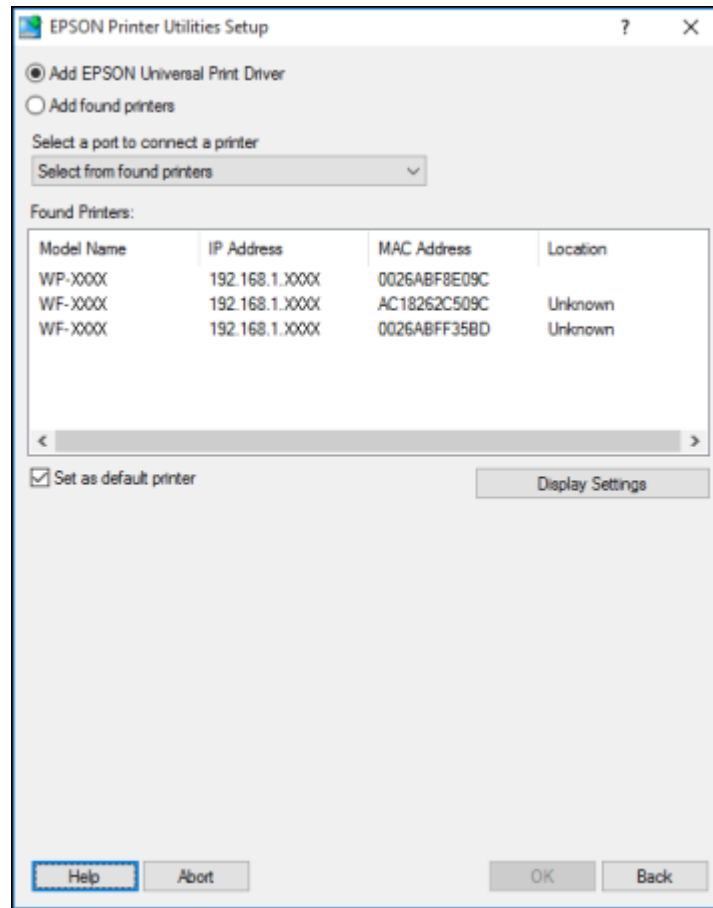 EPSON Printer Utilities Setup ?
Add EPSON Universal Print Driver
Add found printers
Select a port to connect a printer
Select from found printers
Found Printers:
Model Name IP Address MAC Address Location
WP-XXXX 192.168.1.XXXX 0026ABF8E09C
WF-XXXX 192.168.1.XXXX AC18262C509C Unknown
WF-XXXX 192.168.1.XXXX 0026ABFF35BD Unknown
Set as default printer Display Settings
Help Abort OK Back